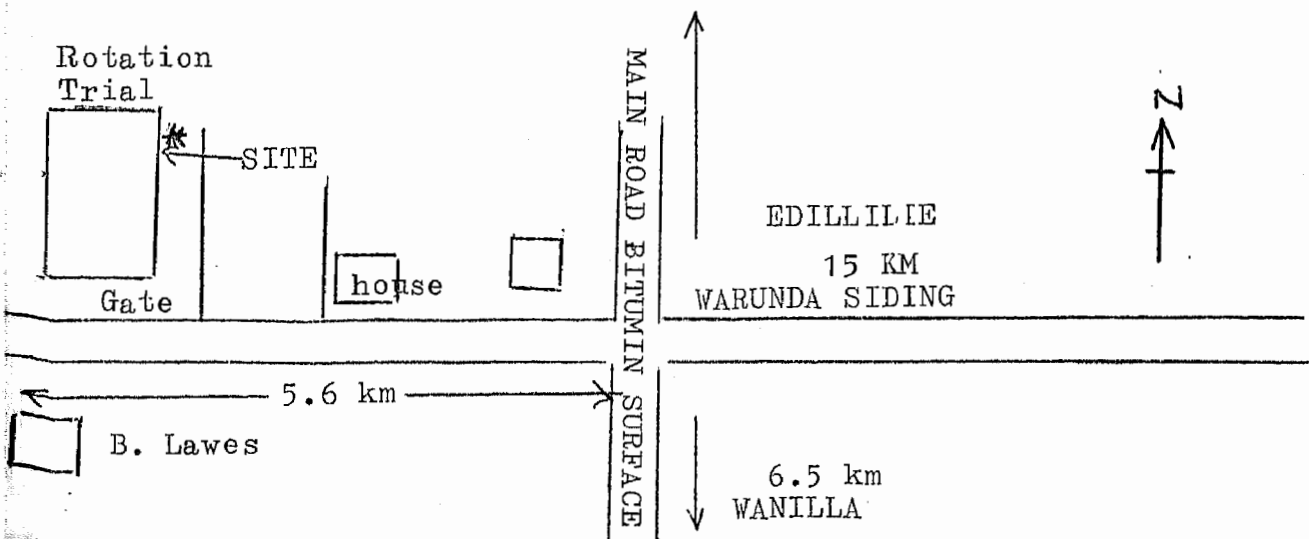 Rotation
Trial
SITE
MAIN ROAD BITUMIN SURFACE
N
EDILLILIE
15 KM
WARUNDA SIDING
house
Gate
5.6 km
B. Lawes
6.5 km
WANILLA